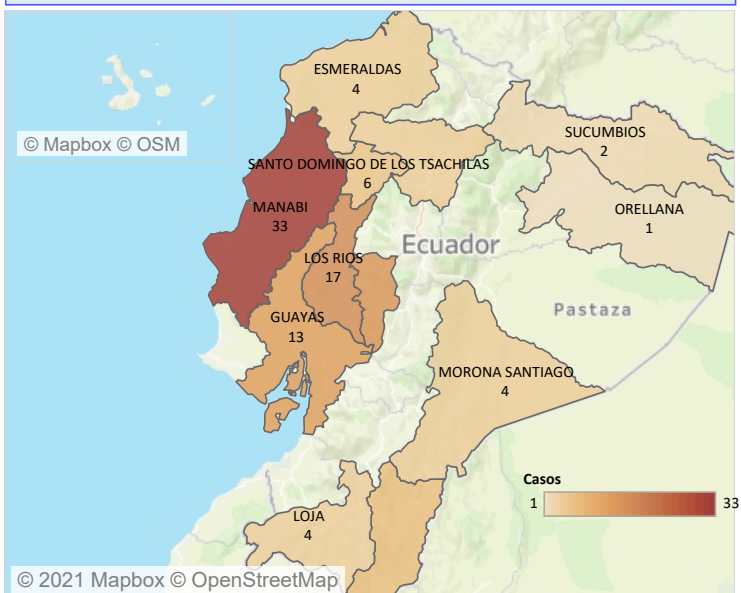 ESMERALDAS
4
© Mapbox © OSM
SUCUMBIOS
2
SANTO DOMINGO DE LOS TSACHILAS
6
MANABI
33
ORELLANA
1
Ecuador
LOS RIOS
17
Pastaza
GUAYAS
13
MORONA SANTIAGO
4
Casos
1 33
LOJA
4
© 2021 Mapbox © OpenStreetMap